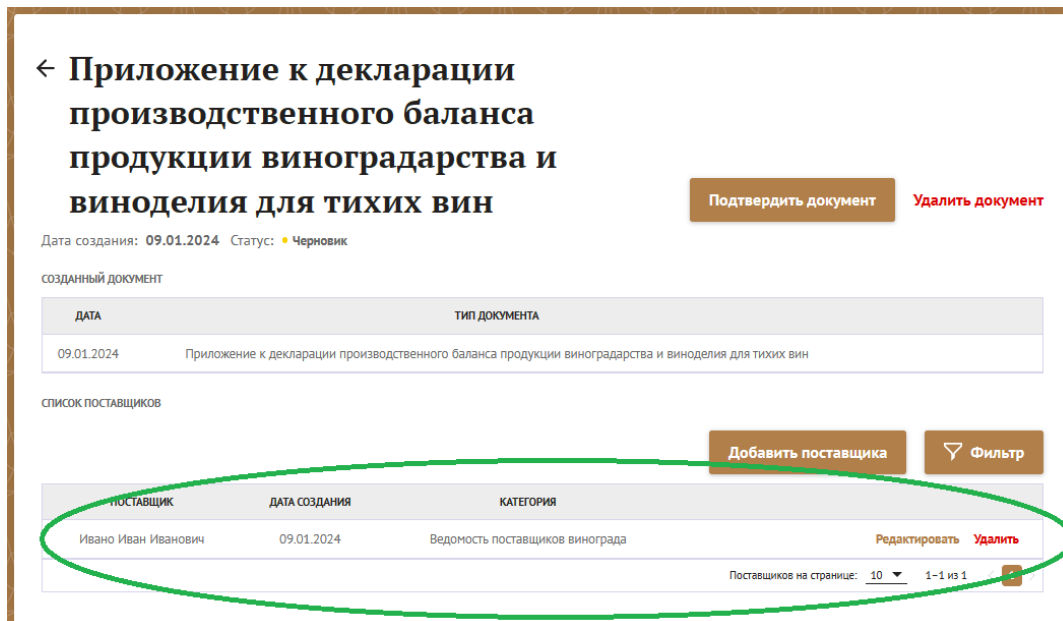 ← Приложение к декларации
производственного баланса
продукции виноградарства и
виноделия для тихих вин
Подтвердить документ Удалить документ
Дата создания: 09.01.2024 Статус: • Черновик
СОЗДАННЫЙ ДОКУМЕНТ
ДАТА ТИП ДОКУМЕНТА
09.01.2024 Приложение к декларации производственного баланса продукции виноградарства и виноделия для тихих вин
СПИСОК ПОСТАВЩИКОВ
Добавить поставщика Фильтр
ПОСТАВЩИК ДАТА СОЗДАНИЯ КАТЕГОРИЯ
Ивано Иван Иванович 09.01.2024 Ведомость поставщиков винограда Редактировать Удалить
Поставщиков на странице: 10 1–1 из 1 1